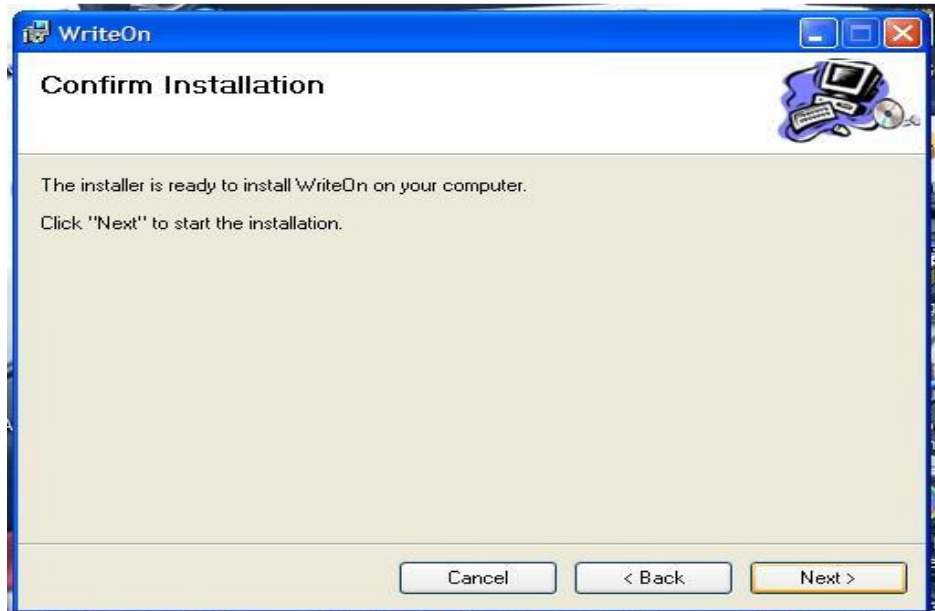 WriteOn
Confirm Installation
The installer is ready to install WriteOn on your computer.
Click "Next" to start the installation.
Cancel
< Back
Next >